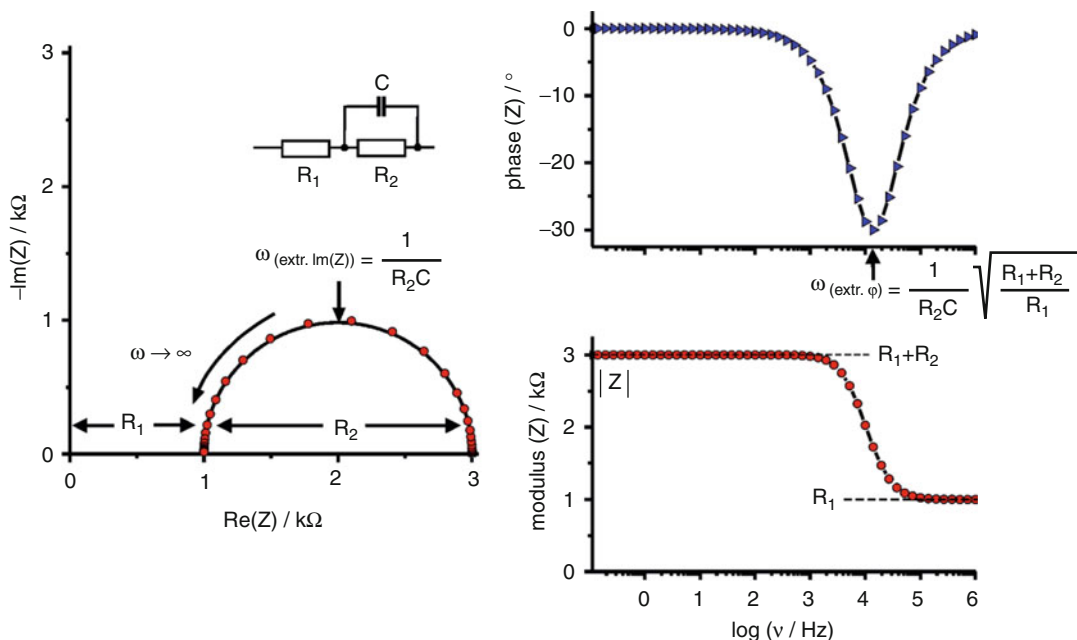 3
2
1
0
–Im(Z) / kΩ
C
R1
R2
ω (extr. Im(Z)) = 1 / R2C
ω → ∞
R1
R2
0 1 2 3
Re(Z) / kΩ
0
–10
–20
–30
phase (Z) / °
ω (extr. φ) = 1 / R2C √ R1+R2 / R1
3
2
1
0
modulus (Z) / kΩ
|Z|
R1+R2
R1
0 1 2 3 4 5 6
log (ν / Hz)